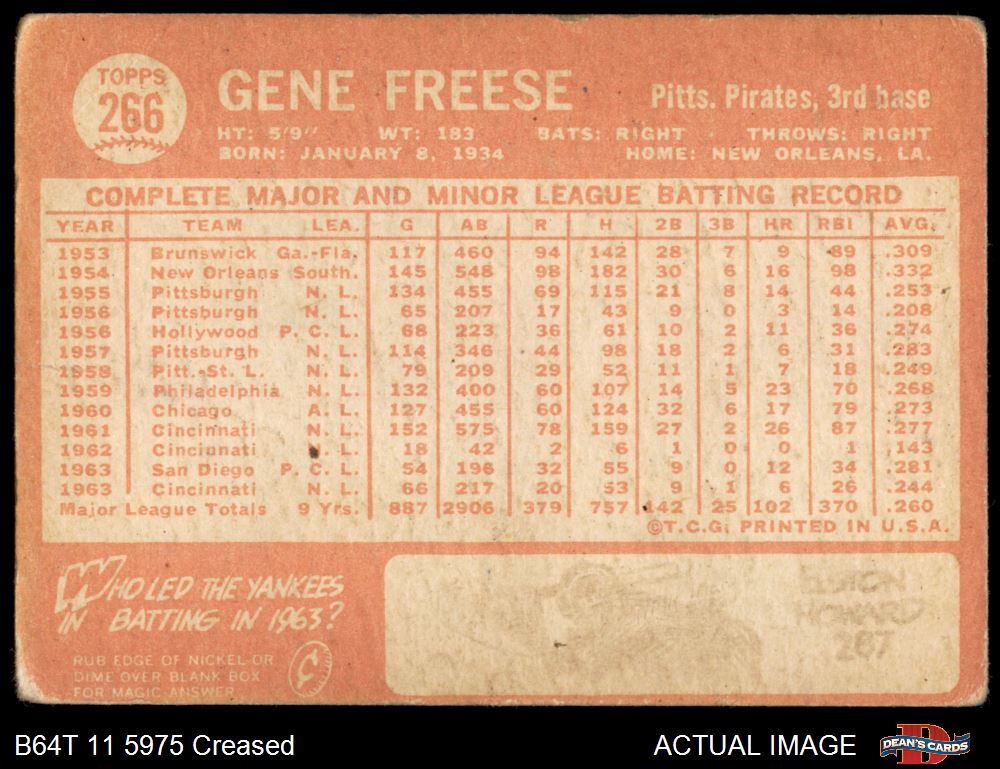 TOPPS
266
GENE FREESE
Pitts. Pirates, 3rd base
HT: 5'9" WT: 183 BATS: RIGHT · THROWS: RIGHT
BORN: JANUARY 8, 1934 HOME: NEW ORLEANS, LA.
COMPLETE MAJOR AND MINOR LEAGUE BATTING RECORD
YEAR TEAM LEA. G AB R H 2B 3B HR RBI AVG.
1953 Brunswick Ga.-Fla. 117 460 94 142 28 7 9 89 .309
1954 New Orleans South. 145 548 98 182 30 6 16 98 .332
1955 Pittsburgh N. L. 134 455 69 115 21 8 14 44 .253
1956 Pittsburgh N. L. 65 207 17 43 9 0 3 14 .208
1956 Hollywood P. C. L. 68 223 36 61 10 2 11 36 .274
1957 Pittsburgh N. L. 114 346 44 98 18 2 6 31 .283
1958 Pitt.-St. L. N. L. 79 209 29 52 11 1 7 18 .249
1959 Philadelphia N. L. 132 400 60 107 14 5 23 70 .268
1960 Chicago A. L. 127 455 60 124 32 6 17 79 .273
1961 Cincinnati N. L. 152 575 78 159 27 2 26 87 .277
1962 Cincinnati N. L. 18 42 2 6 1 0 0 1 .143
1963 San Diego P. C. L. 54 196 32 55 9 0 12 34 .281
1963 Cincinnati N. L. 66 217 20 53 9 1 6 26 .244
Major League Totals 9 Yrs. 887 2906 379 757 142 25 102 370 .260
©T.C.G. PRINTED IN U.S.A.
WHO LED THE YANKEES
IN BATTING IN 1963?
RUB EDGE OF NICKEL OR
DIME OVER BLANK BOX
FOR MAGIC ANSWER
ELSTON
HOWARD
287
B64T 11 5975 Creased
ACTUAL IMAGE
DEAN'S CARDS